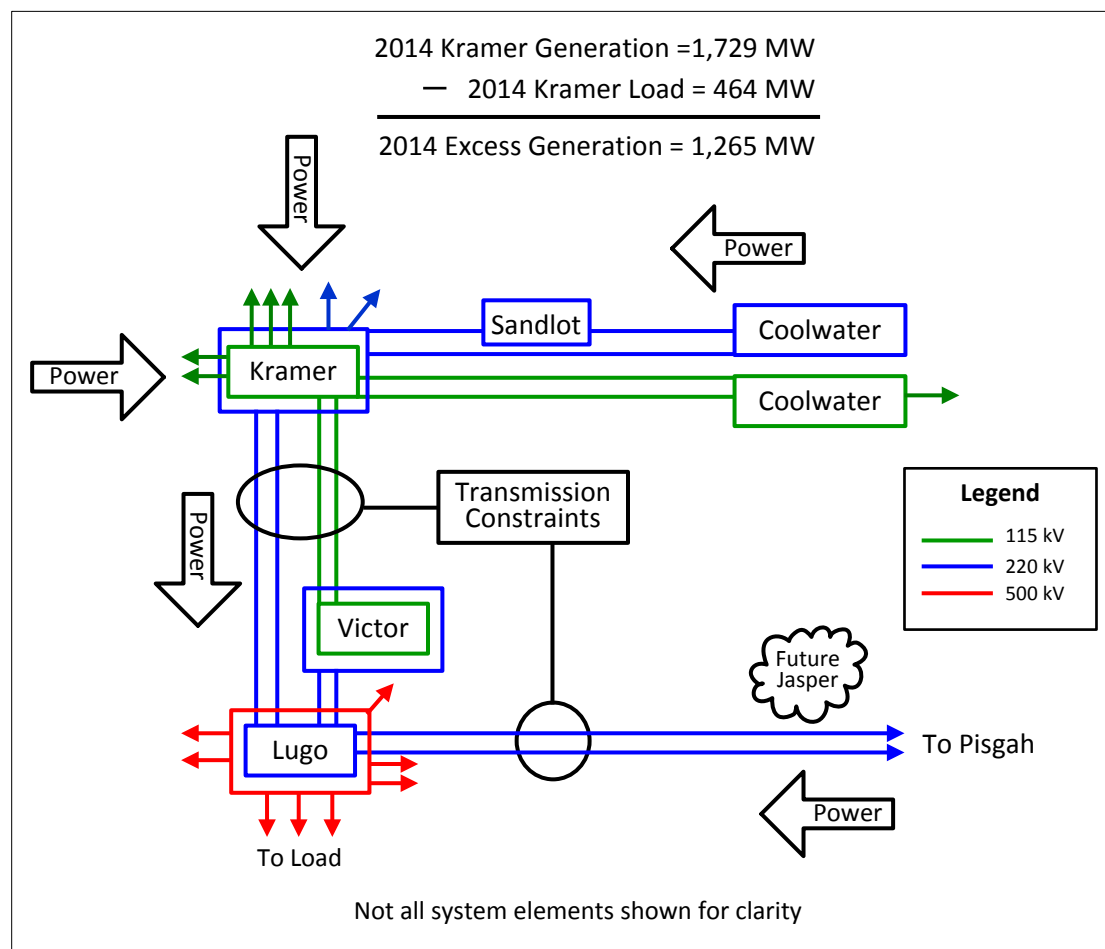 2014 Kramer Generation =1,729 MW
— 2014 Kramer Load = 464 MW
2014 Excess Generation = 1,265 MW
Power
Power
Sandlot
Coolwater
Power
Kramer
Coolwater
Transmission
Constraints
Power
Legend
115 kV
220 kV
500 kV
Victor
Future
Jasper
Lugo
To Pisgah
Power
To Load
Not all system elements shown for clarity